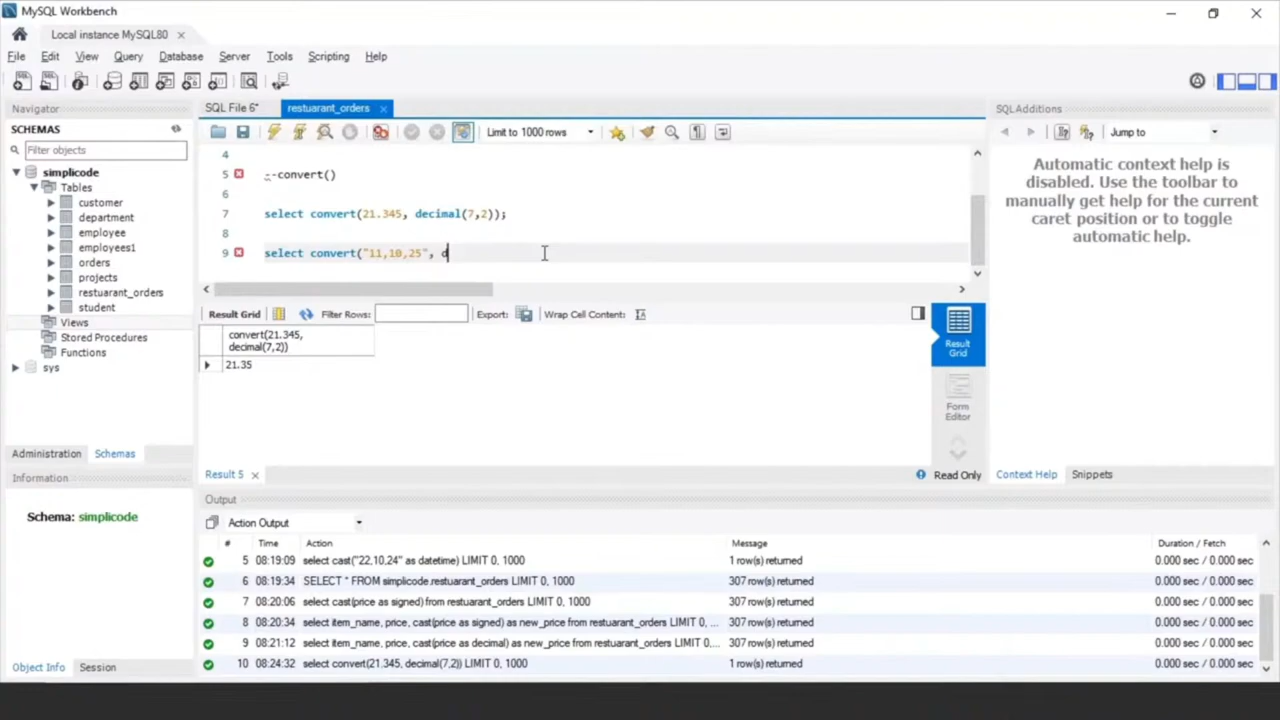 MySQL Workbench
Local instance MySQL80
File Edit View Query Database Server Tools Scripting Help
Navigator
SCHEMAS
Filter objects
simplicode
Tables
customer
department
employee
employees1
orders
projects
restuarant_orders
student
Views
Stored Procedures
Functions
sys
Administration Schemas
Information
Schema: simplicode
Object Info Session
SQL File 6* restuarant_orders
Limit to 1000 rows
4
5 --convert()
6
7 select convert(21.345, decimal(7,2));
8
9 select convert("11,10,25", d
Result Grid Filter Rows: Export: Wrap Cell Content:
convert(21.345,
decimal(7,2))
21.35
Result
Grid
Form
Editor
Result 5 Read Only
SQLAdditions
Jump to
Automatic context help is
disabled. Use the toolbar to
manually get help for the current
caret position or to toggle
automatic help.
Context Help Snippets
Output
Action Output
# Time Action Message Duration / Fetch
5 08:19:09 select cast("22,10,24" as datetime) LIMIT 0, 1000 1 row(s) returned 0.000 sec / 0.000 sec
6 08:19:34 SELECT * FROM simplicode.restuarant_orders LIMIT 0, 1000 307 row(s) returned 0.000 sec / 0.000 sec
7 08:20:06 select cast(price as signed) from restuarant_orders LIMIT 0, 1000 307 row(s) returned 0.000 sec / 0.000 sec
8 08:20:34 select item_name, price, cast(price as signed) as new_price from restuarant_orders LIMIT 0, ... 307 row(s) returned 0.000 sec / 0.000 sec
9 08:21:12 select item_name, price, cast(price as decimal) as new_price from restuarant_orders LIMIT 0,... 307 row(s) returned 0.000 sec / 0.000 sec
10 08:24:32 select convert(21.345, decimal(7,2)) LIMIT 0, 1000 1 row(s) returned 0.000 sec / 0.000 sec